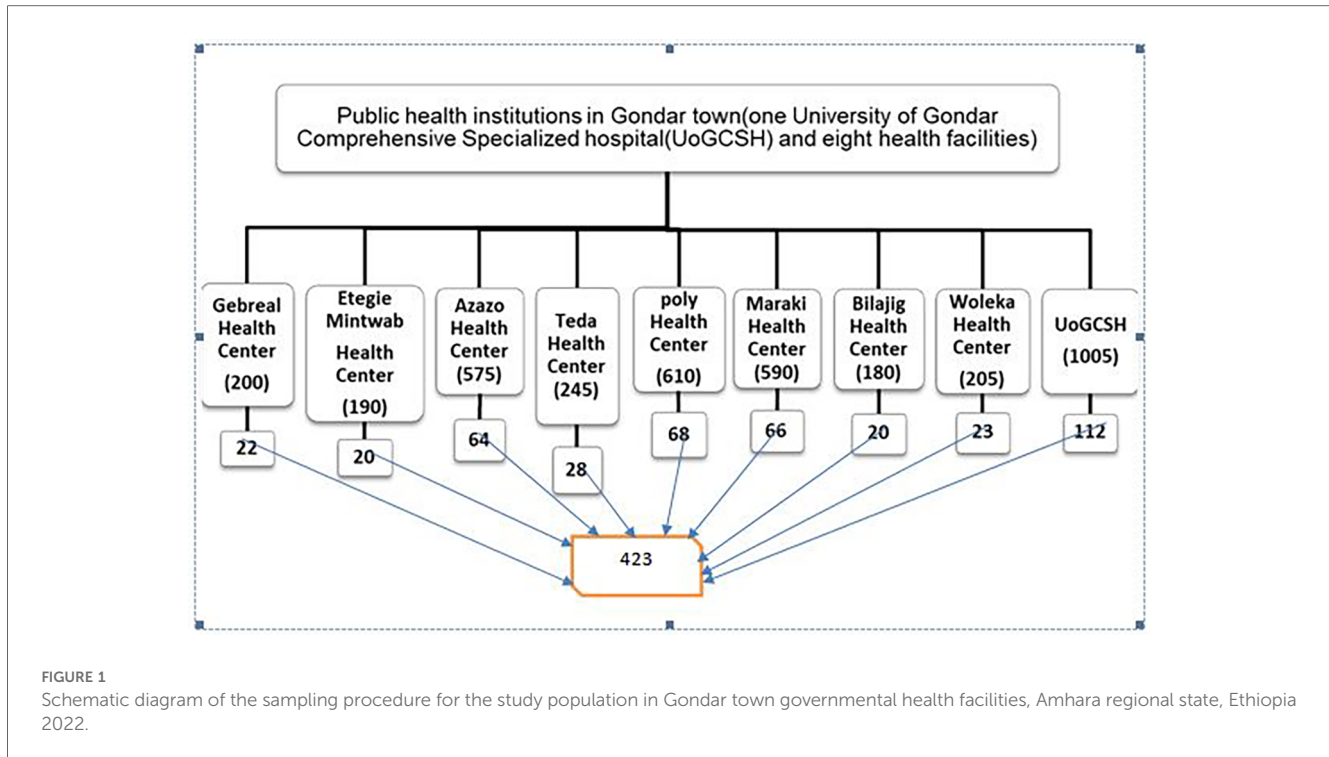 Public health institutions in Gondar town(one University of Gondar
Comprehensive Specialized hospital(UoGCSH) and eight health facilities)
Gebreal
Health
Center
(200)
22
Etegie
Mintwab
Health
Center
(190)
20
Azazo
Health
Center
(575)
64
Teda
Health
Center
(245)
28
poly
Health
Center
(610)
68
Maraki
Health
Center
(590)
66
Bilajig
Health
Center
(180)
20
Woleka
Health
Center
(205)
23
UoGCSH
(1005)
112
423
FIGURE 1
Schematic diagram of the sampling procedure for the study population in Gondar town governmental health facilities, Amhara regional state, Ethiopia
2022.